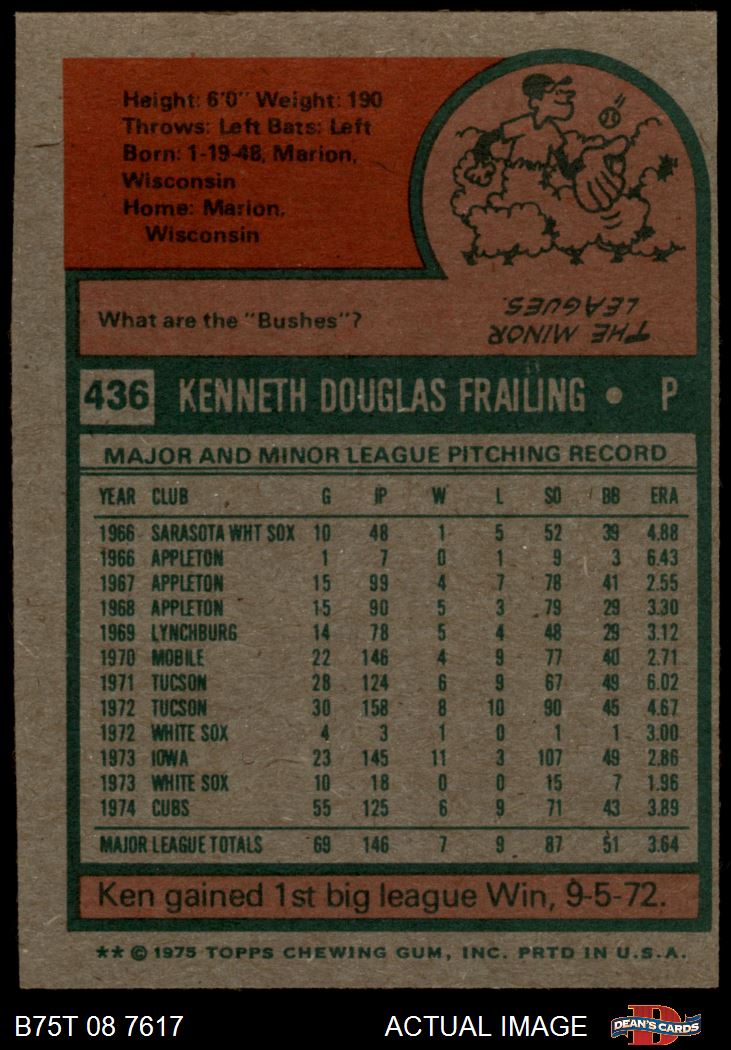 Height: 6'0" Weight: 190
Throws: Left Bats: Left
Born: 1-19-48, Marion,
Wisconsin
Home: Marion,
Wisconsin
What are the "Bushes"?
THE MINOR
LEAGUES.
436 KENNETH DOUGLAS FRAILING • P
MAJOR AND MINOR LEAGUE PITCHING RECORD
YEAR CLUB G IP W L SO BB ERA
1966 SARASOTA WHT SOX 10 48 1 5 52 39 4.88
1966 APPLETON 1 7 0 1 9 3 6.43
1967 APPLETON 15 99 4 7 78 41 2.55
1968 APPLETON 15 90 5 3 79 29 3.30
1969 LYNCHBURG 14 78 5 4 48 29 3.12
1970 MOBILE 22 146 4 9 77 40 2.71
1971 TUCSON 28 124 6 9 67 49 6.02
1972 TUCSON 30 158 8 10 90 45 4.67
1972 WHITE SOX 4 3 1 0 1 1 3.00
1973 IOWA 23 145 11 3 107 49 2.86
1973 WHITE SOX 10 18 0 0 15 7 1.96
1974 CUBS 55 125 6 9 71 43 3.89
MAJOR LEAGUE TOTALS 69 146 7 9 87 51 3.64
Ken gained 1st big league Win, 9-5-72.
** © 1975 TOPPS CHEWING GUM, INC. PRTD IN U.S.A.
B75T 08 7617 ACTUAL IMAGE D DEAN'S CARDS